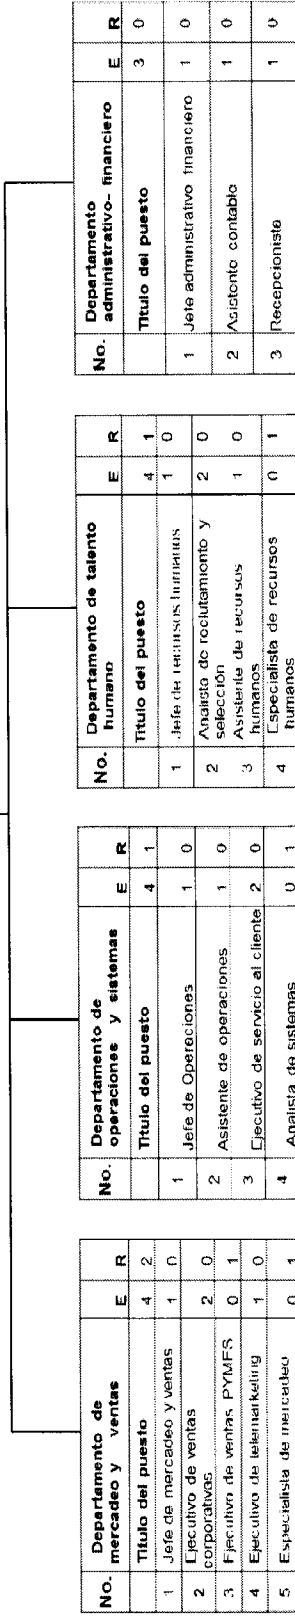 No. Departamento de mercadeo y ventas E R
Título del puesto 4 2
1 Jefe de mercadeo y ventas 1 0
2 Ejecutivo de ventas corporativas 2 0
3 Ejecutivo de ventas PYMES 0 1
4 Ejecutivo de telemarketing 1 0
5 Especialista de mercadeo 0 1
No. Departamento de operaciones y sistemas E R
Título del puesto 4 1
1 Jefe de Operaciones 1 0
2 Asistente de operaciones 1 0
3 Ejecutivo de servicio al cliente 2 0
4 Analista de sistemas 0 1
No. Departamento de talento humano E R
Título del puesto 4 1
1 Jefe de recursos humanos 1 0
2 Analista de reclutamiento y selección 2 0
3 Asistente de recursos humanos 1 0
4 Especialista de recursos humanos 0 1
No. Departamento administrativo- financiero E R
Título del puesto 3 0
1 Jefe administrativo financiero 1 0
2 Asistente contable 1 0
3 Recepcionista 1 0